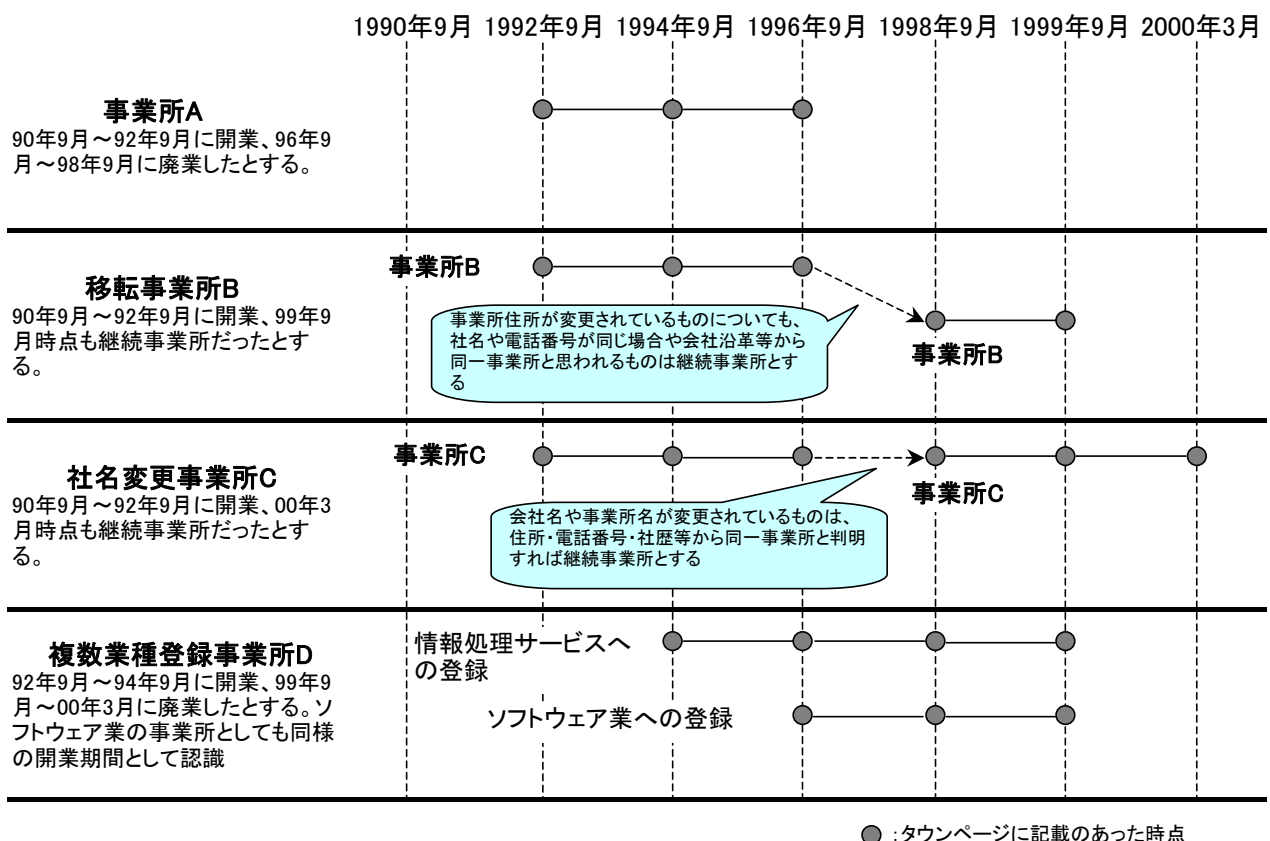 1990年9月 1992年9月 1994年9月 1996年9月 1998年9月 1999年9月 2000年3月
事業所A
90年9月～92年9月に開業、96年9
月～98年9月に廃業したとする。
移転事業所B
90年9月～92年9月に開業、99年9
月時点も継続事業所だったとす
る。
事業所B
事業所住所が変更されているものについても、
社名や電話番号が同じ場合や会社沿革等から
同一事業所と思われるものは継続事業所とす
る
事業所B
社名変更事業所C
90年9月～92年9月に開業、00年3
月時点も継続事業所だったとす
る。
事業所C
事業所C
会社名や事業所名が変更されているものは、
住所・電話番号・社歴等から同一事業所と判明
すれば継続事業所とする
複数業種登録事業所D
92年9月～94年9月に開業、99年9
月～00年3月に廃業したとする。ソ
フトウェア業の事業所としても同様
の開業期間として認識
情報処理サービスへ
の登録
ソフトウェア業への登録
:タウンページに記載のあった時点